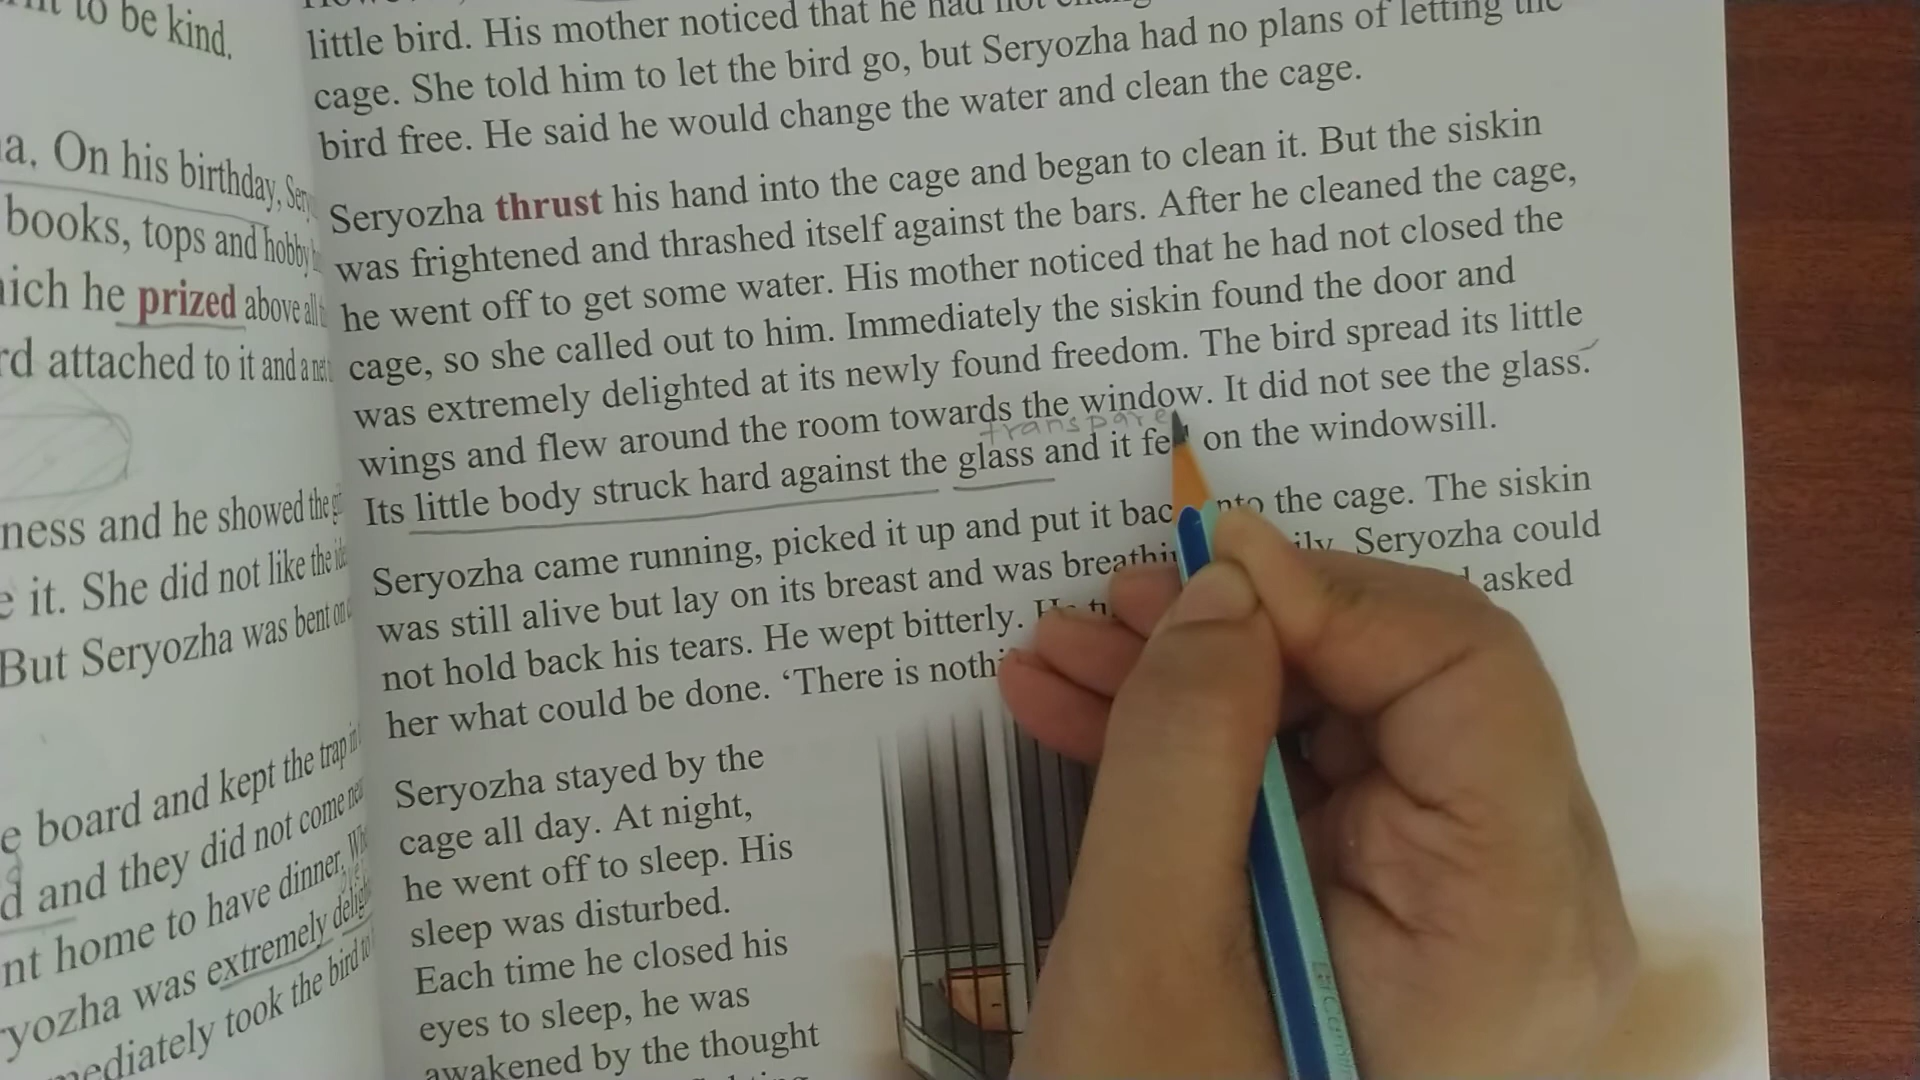 to be kind.
a. On his birthday,
books, tops and hobby
he prized above all
attached to it and a
ness and he showed the
it. She did not like the
But Seryozha was bent on
board and kept the trap
and they did not come
home to have dinner.
was extremely
took the bird to
little bird. His mother noticed that he had not
cage. She told him to let the bird go, but Seryozha had no plans of letting the
bird free. He said he would change the water and clean the cage.
Seryozha thrust his hand into the cage and began to clean it. But the siskin
was frightened and thrashed itself against the bars. After he cleaned the cage,
he went off to get some water. His mother noticed that he had not closed the
cage, so she called out to him. Immediately the siskin found the door and
was extremely delighted at its newly found freedom. The bird spread its little
wings and flew around the room towards the window. It did not see the glass.
transpare
Its little body struck hard against the glass and it on the windowsill.
Seryozha came running, picked it up and put it the cage. The siskin
was still alive but lay on its breast and was Seryozha could
not hold back his tears. He wept bitterly. asked
her what could be done. ‘There is
Seryozha stayed by the
cage all day. At night,
he went off to sleep. His
sleep was disturbed.
Each time he closed his
eyes to sleep, he was
awakened by the thought